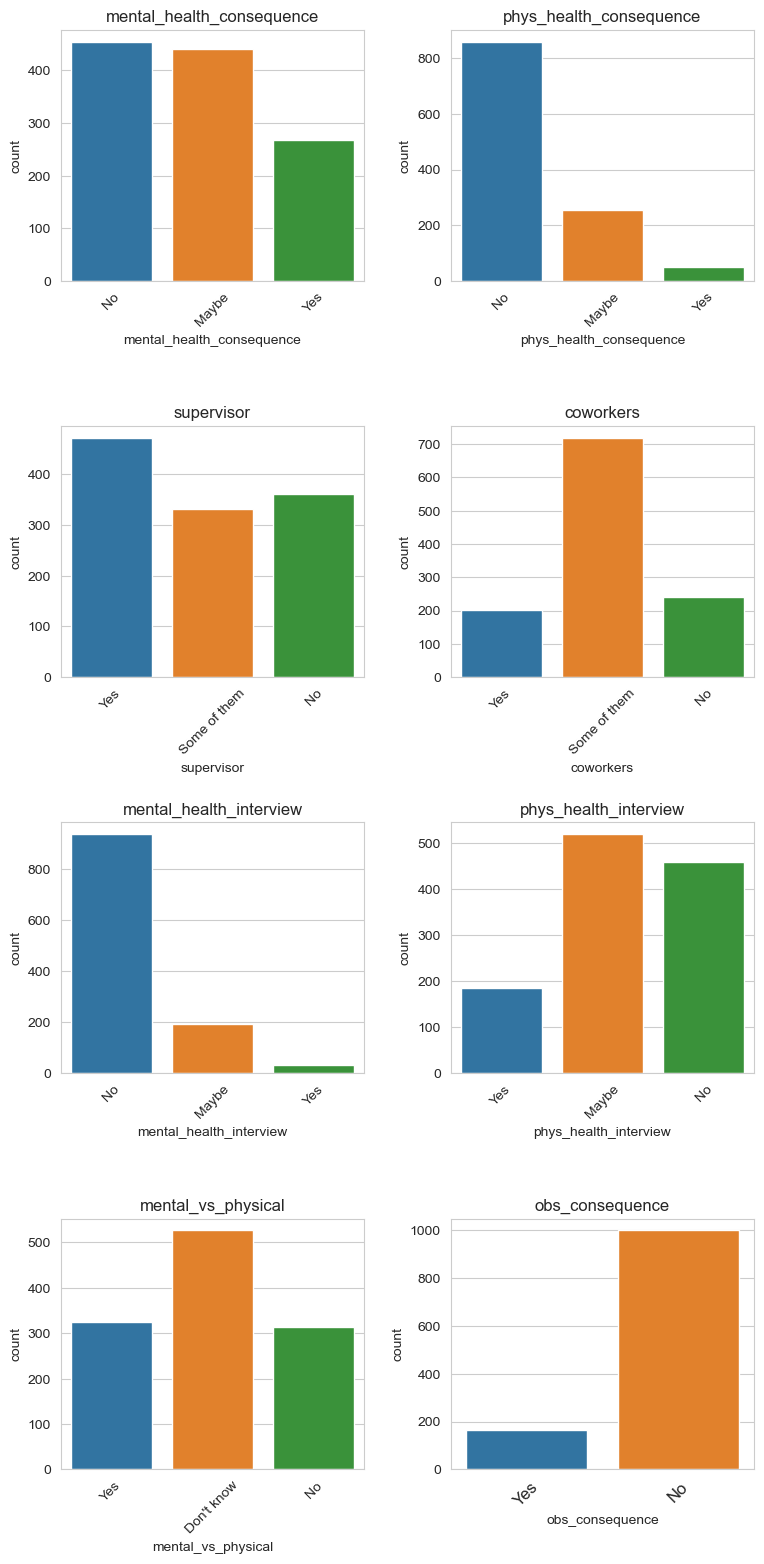 mental_health_consequence
count
400
300
200
100
0
No
Maybe
Yes
mental_health_consequence
phys_health_consequence
count
800
600
400
200
0
No
Maybe
Yes
phys_health_consequence
supervisor
count
400
300
200
100
0
Yes
Some of them
No
supervisor
coworkers
count
700
600
500
400
300
200
100
0
Yes
Some of them
No
coworkers
mental_health_interview
count
800
600
400
200
0
No
Maybe
Yes
mental_health_interview
phys_health_interview
count
500
400
300
200
100
0
Yes
Maybe
No
phys_health_interview
mental_vs_physical
count
500
400
300
200
100
0
Yes
Don't know
No
mental_vs_physical
obs_consequence
count
1000
800
600
400
200
0
Yes
No
obs_consequence